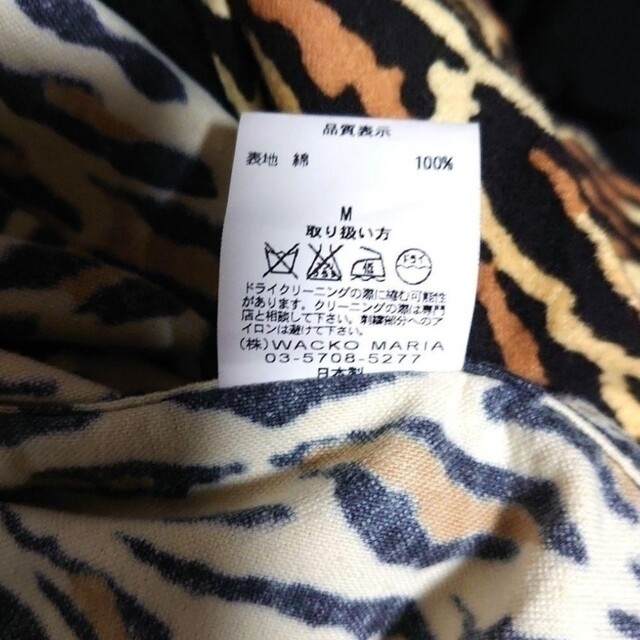 品質表示
表地 綿 100%
M
取り扱い方
低 ドライ
ドライクリーニングの際に縮む可能性
があります。クリーニングの際は専門
店と相談して下さい。刺繍部分へのア
イロンは避けて下さい。
(株)WACKO MARIA
03-5708-5277
日本製